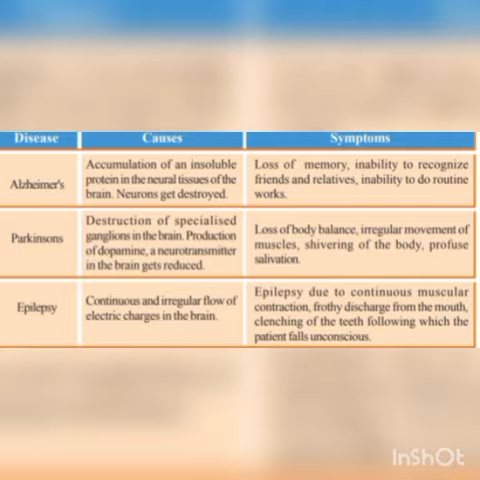 Disease Causes Symptoms
Alzheimer's
Accumulation of an insoluble
protein in the neural tissues of the
brain. Neurons get destroyed.
Loss of memory, inability to recognize
friends and relatives, inability to do routine
works.
Parkinsons
Destruction of specialised
ganglions in the brain. Production
of dopamine, a neurotransmitter
in the brain gets reduced.
Loss of body balance, irregular movement of
muscles, shivering of the body, profuse
salivation.
Epilepsy
Continuous and irregular flow of
electric charges in the brain.
Epilepsy due to continuous muscular
contraction, frothy discharge from the mouth,
clenching of the teeth following which the
patient falls unconscious.
InShOt